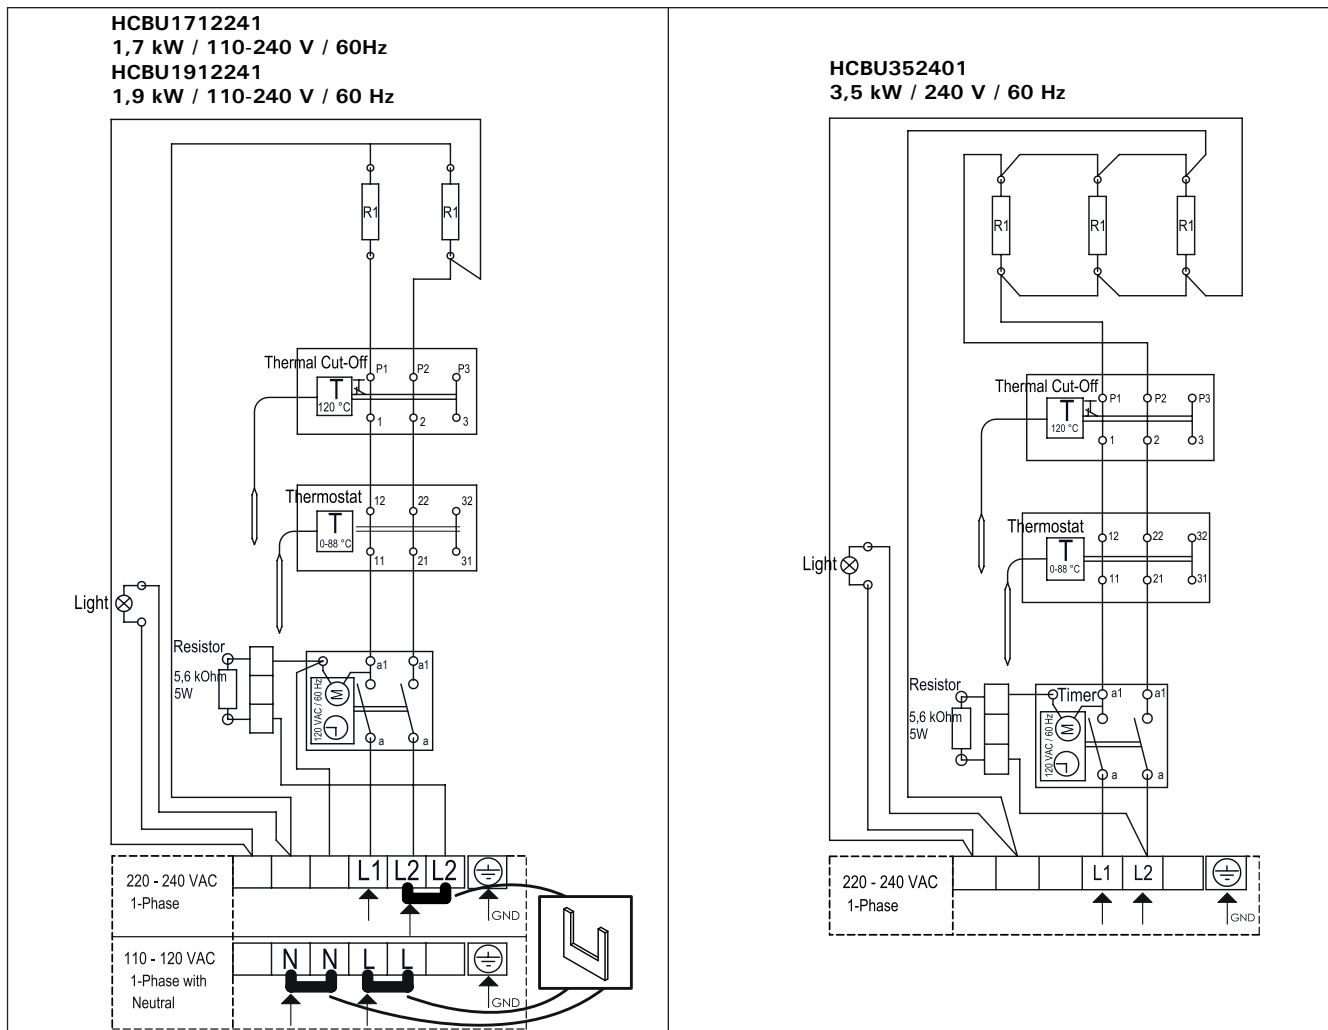 HCBU1712241
1,7 kW / 110-240 V / 60Hz
HCBU1912241
1,9 kW / 110-240 V / 60 Hz
R1 R1
Thermal Cut-Off
T
120 °C
P1 P2 P3
1 2 3
Thermostat
T
0-88 °C
12 22 32
11 21 31
Light
Resistor
5,6 kOhm
5W
a1 a1
120 VAC / 60 Hz
M
a a
220 - 240 VAC
1-Phase
L1 L2 L2
GND
110 - 120 VAC
1-Phase with
Neutral
N N L L
GND
HCBU352401
3,5 kW / 240 V / 60 Hz
R1 R1 R1
Thermal Cut-Off
T
120 °C
P1 P2 P3
1 2 3
Thermostat
T
0-88 °C
12 22 32
11 21 31
Light
Resistor
5,6 kOhm
5W
Timer
a1 a1
120 VAC / 60 Hz
M
a a
220 - 240 VAC
1-Phase
L1 L2
GND